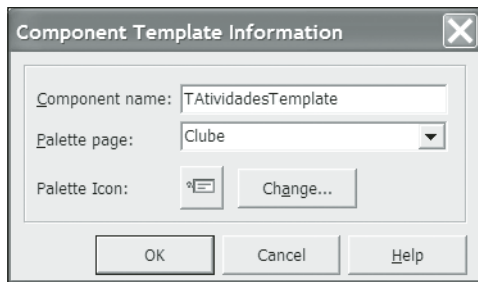 Component Template Information
Component name: TAtividadesTemplate
Palette page: Clube
Palette Icon: Change...
OK Cancel Help